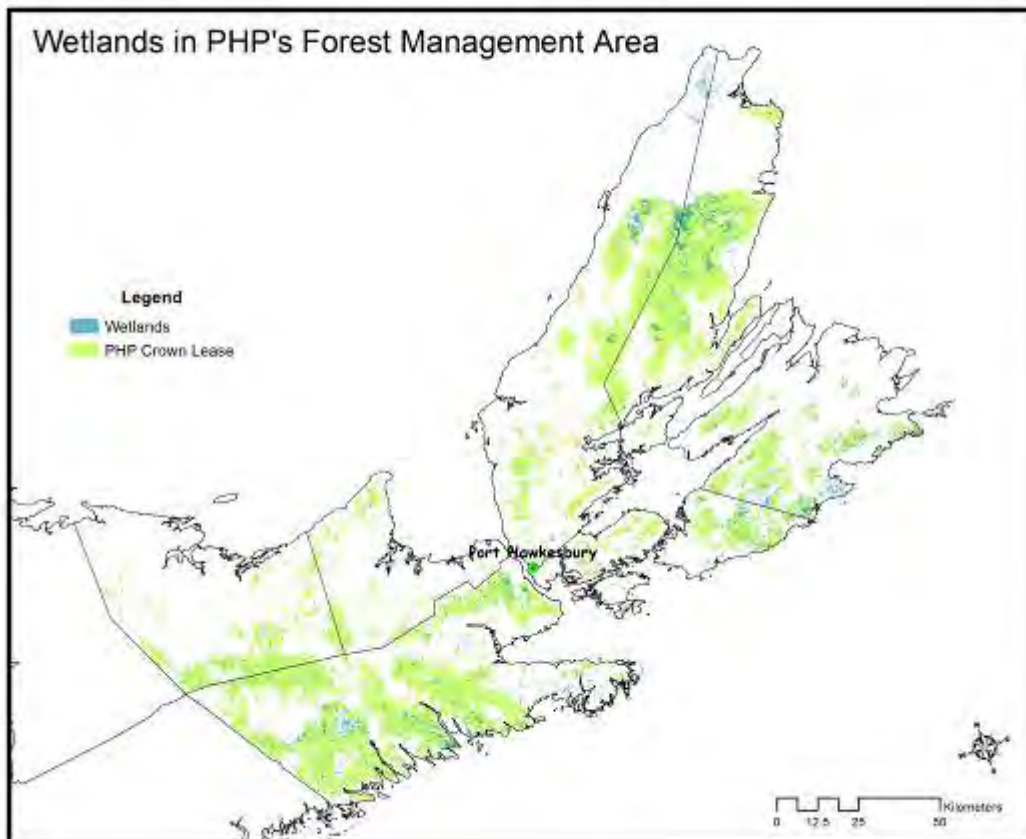 Wetlands in PHP's Forest Management Area
Legend
Wetlands
PHP Crown Lease
Port Hawkesbury
Kilometers
0 12.5 25 50